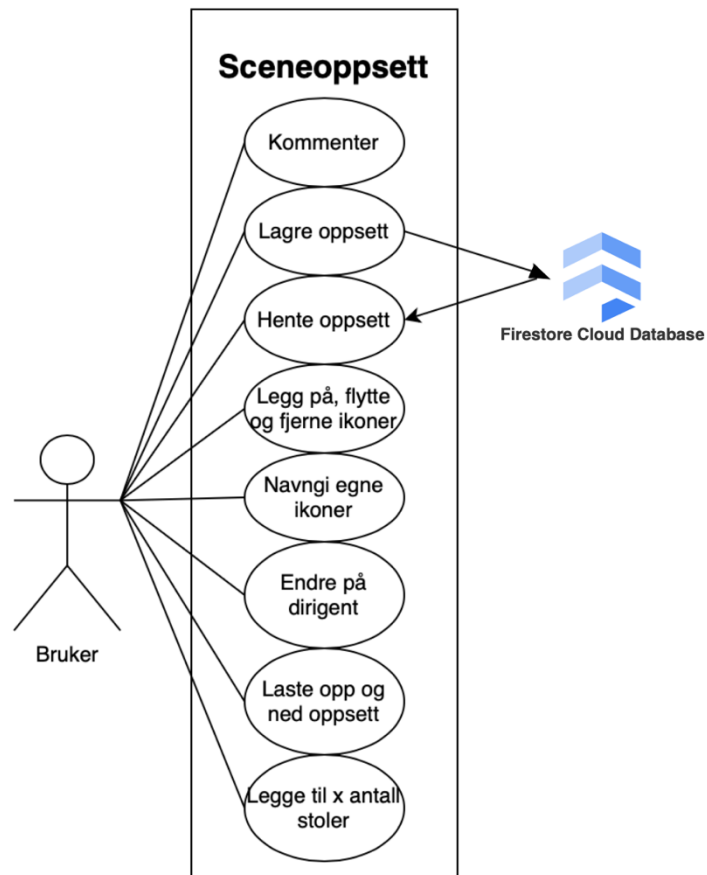 Sceneoppsett
Kommenter
Lagre oppsett
Hente oppsett
Firestore Cloud Database
Legg på, flytte
og fjerne ikoner
Navngi egne
ikoner
Endre på
dirigent
Bruker
Laste opp og
ned oppsett
Legge til x antall
stoler